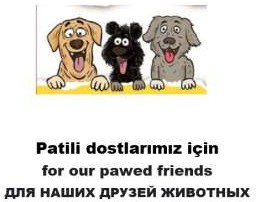 Patili dostlarımız için
for our pawed friends
ДЛЯ НАШИХ ДРУЗЕЙ ЖИВОТНЫХ